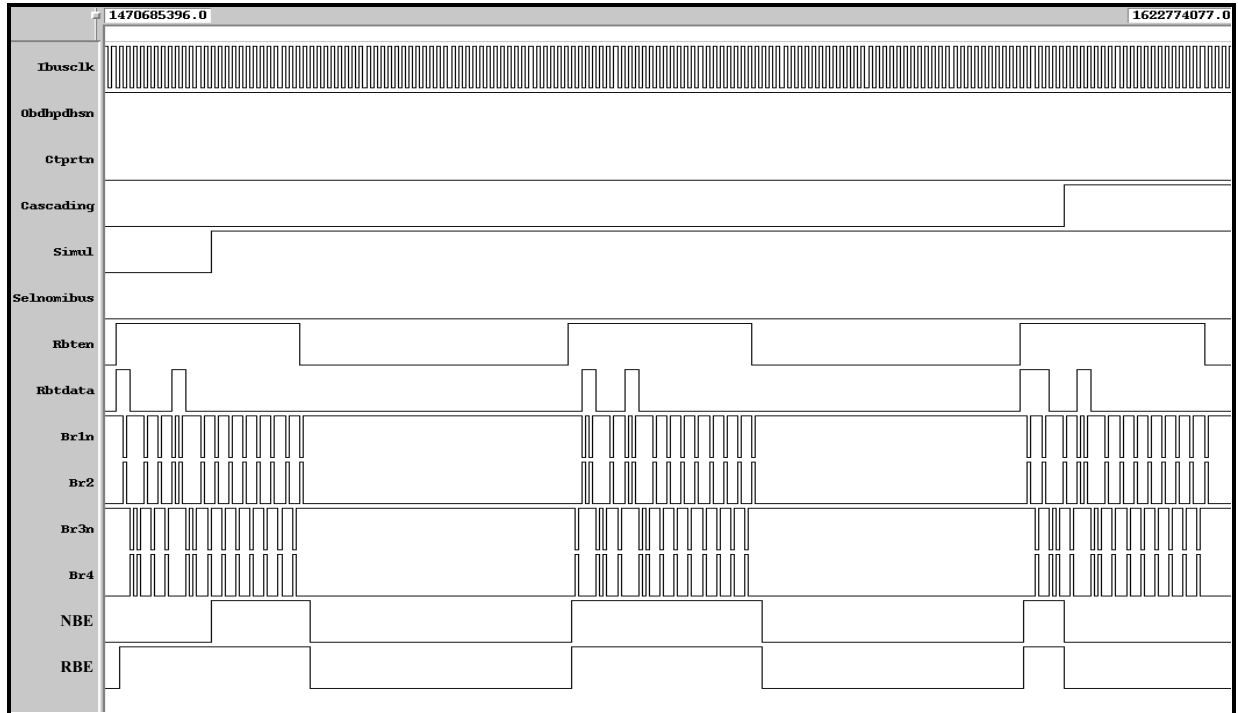 1470685396.0 1622774077.0
Ibusclk
Obdhpdhsn
Ctprtn
Cascading
Simul
Selnomibus
Rbten
Rbtdata
Br1n
Br2
Br3n
Br4
NBE
RBE